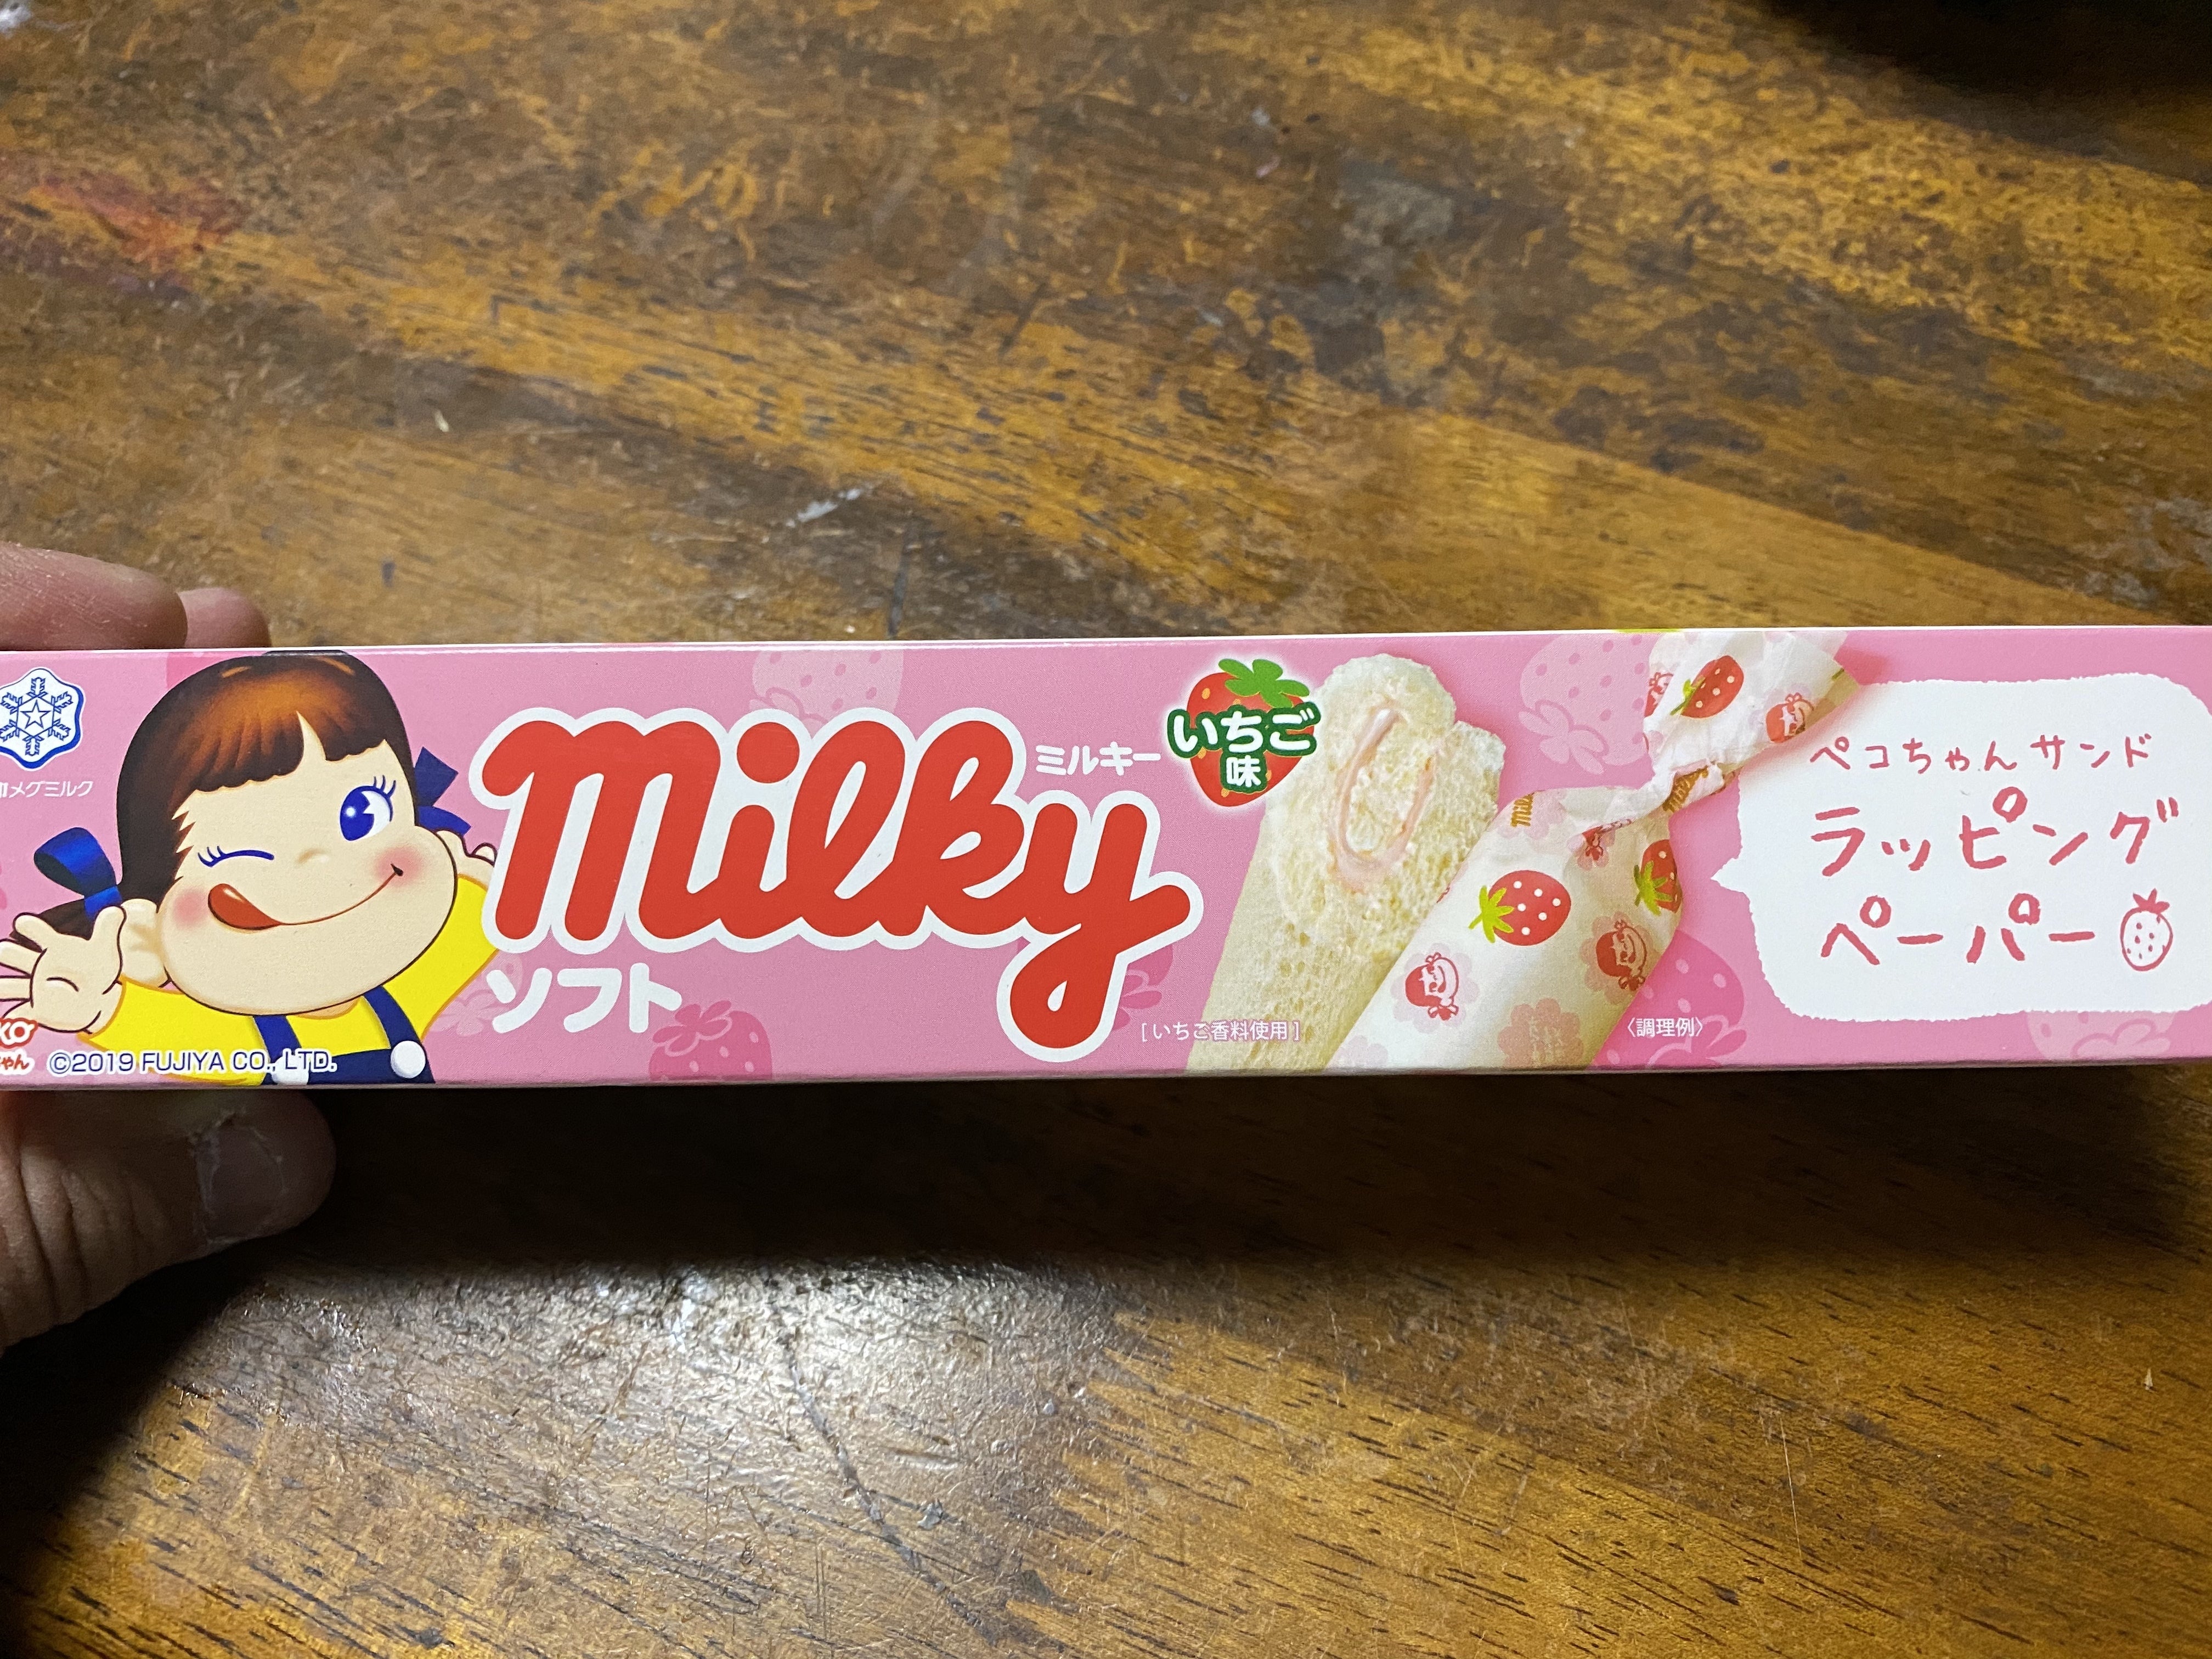 メグミルク
©2019 FUJIYA CO., LTD.
milky
ミルキー
ソフト
いちご
味
[いちご香料使用]
〈調理例〉
ペコちゃんサンド
ラッピング
ペーパー